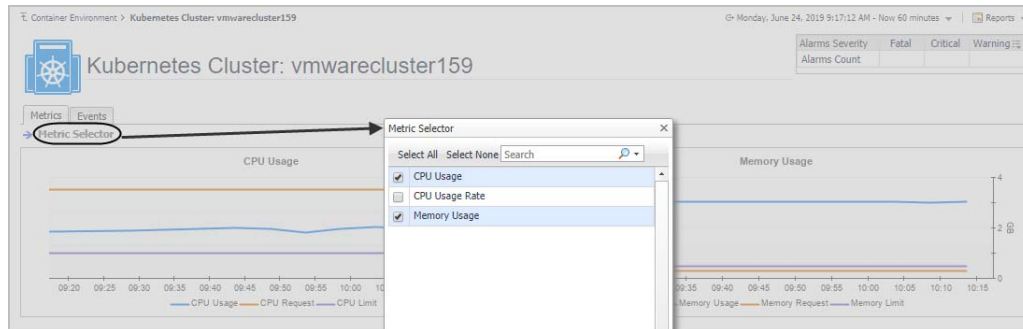 Container Environment > Kubernetes Cluster: vmwarecluster159
Monday, June 24, 2019 9:17:12 AM - Now 60 minutes | Reports
Kubernetes Cluster: vmwarecluster159
Alarms Severity Fatal Critical Warning
Alarms Count
Metrics Events
Metric Selector
Metric Selector
Select All Select None Search
CPU Usage
CPU Usage Rate
Memory Usage
CPU Usage
09:20 09:25 09:30 09:35 09:40 09:45 09:50 09:55 10:00 10
CPU Usage CPU Request CPU Limit
Memory Usage
4
2
0
GB
09:35 09:40 09:45 09:50 09:55 10:00 10:05 10:10 10:15
Memory Usage Memory Request Memory Limit